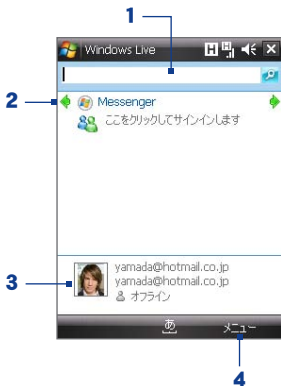 1
Windows Live
2
Messenger
ここをクリックしてサインインします
3
yamada@hotmail.co.jp
yamada@hotmail.co.jp
オフライン
あ
メニュー
4